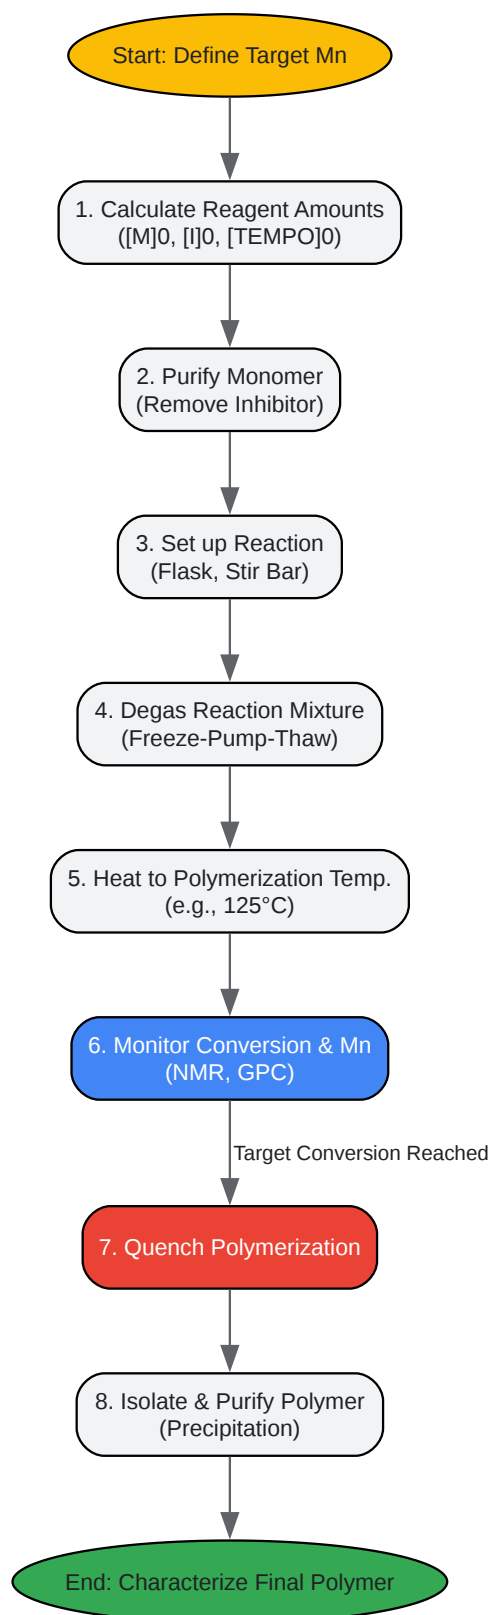 Start: Define Target Mn
1. Calculate Reagent Amounts
([M]0, [I]0, [TEMPO]0)
2. Purify Monomer
(Remove Inhibitor)
3. Set up Reaction
(Flask, Stir Bar)
4. Degas Reaction Mixture
(Freeze-Pump-Thaw)
5. Heat to Polymerization Temp.
(e.g., 125°C)
6. Monitor Conversion & Mn
(NMR, GPC)
Target Conversion Reached
7. Quench Polymerization
8. Isolate & Purify Polymer
(Precipitation)
End: Characterize Final Polymer